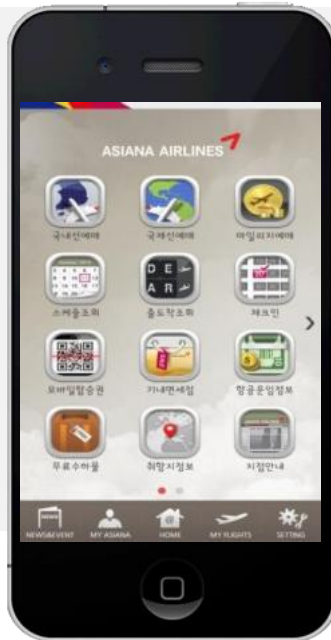 ASIANA AIRLINES
국내선예매 국제선예매 마일리지예매
스케줄조회 출도착조회 체크인
모바일탑승권 기내면세점 항공운임정보
무료수하물 취항지정보 지점안내
NEWS
NEWS&EVENT MY ASIANA HOME MY FLIGHTS SETTING